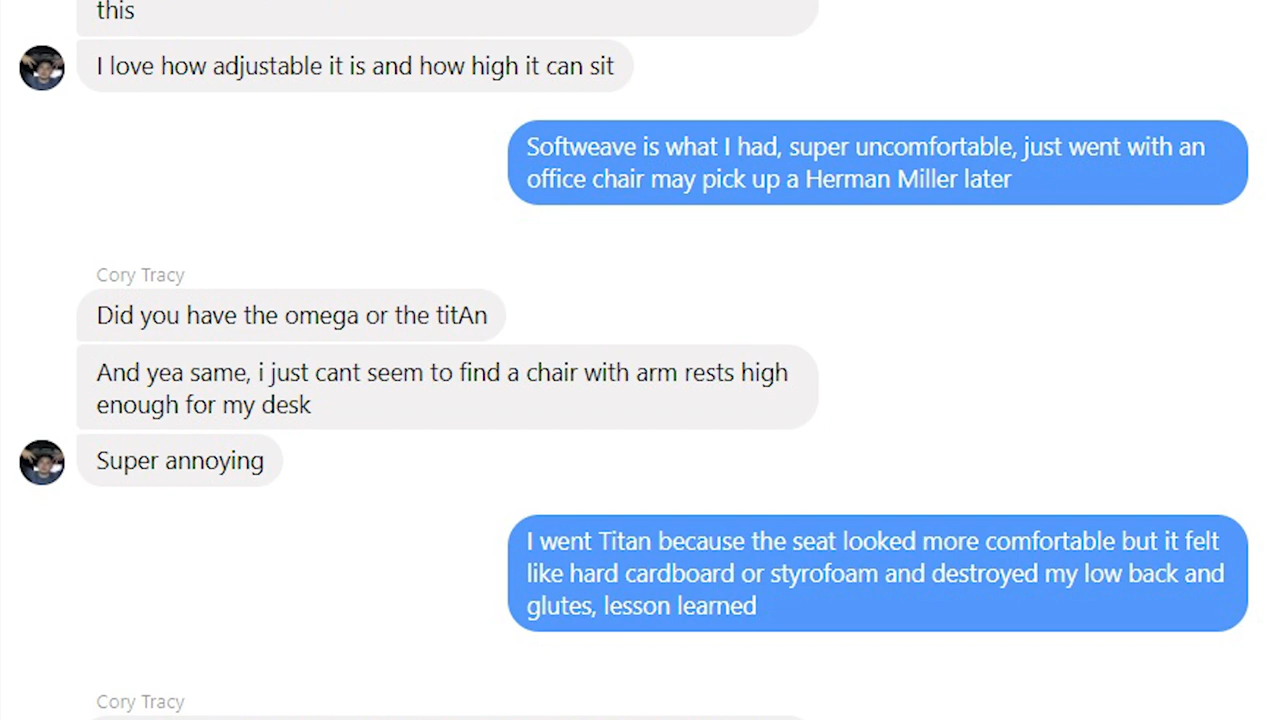 this
I love how adjustable it is and how high it can sit
Softweave is what I had, super uncomfortable, just went with an
office chair may pick up a Herman Miller later
Cory Tracy
Did you have the omega or the titAn
And yea same, i just cant seem to find a chair with arm rests high
enough for my desk
Super annoying
I went Titan because the seat looked more comfortable but it felt
like hard cardboard or styrofoam and destroyed my low back and
glutes, lesson learned
Cory Tracy